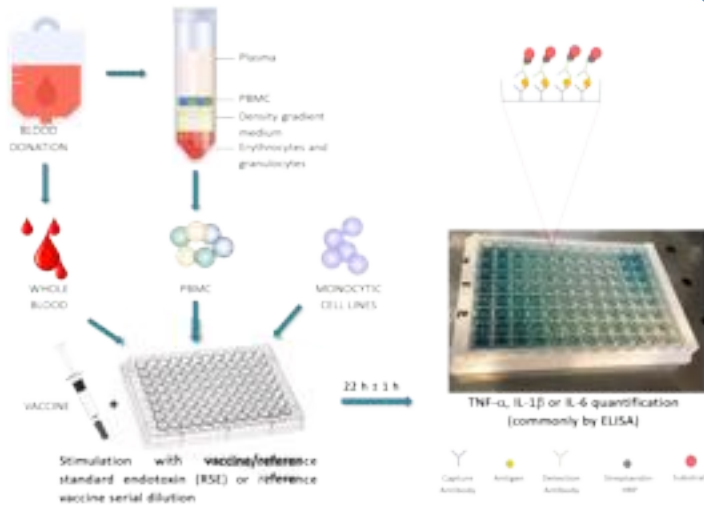 Plasma
PBMC
Density gradient
medium
Erythrocytes and
granulocytes
BLOOD
DONATION
WHOLE
BLOOD
PBMC
MONOCYTIC
CELL LINES
VACCINE
+
22 h ± 1 h
Stimulation with vaccine/reference
standard endotoxin (RSE) or reference
vaccine serial dilution
TNF-α, IL-1β or IL-6 quantification
(commonly by ELISA)
Capture
Antibody
Antigen
Detection
Antibody
Streptavidin
HRP
Substrate